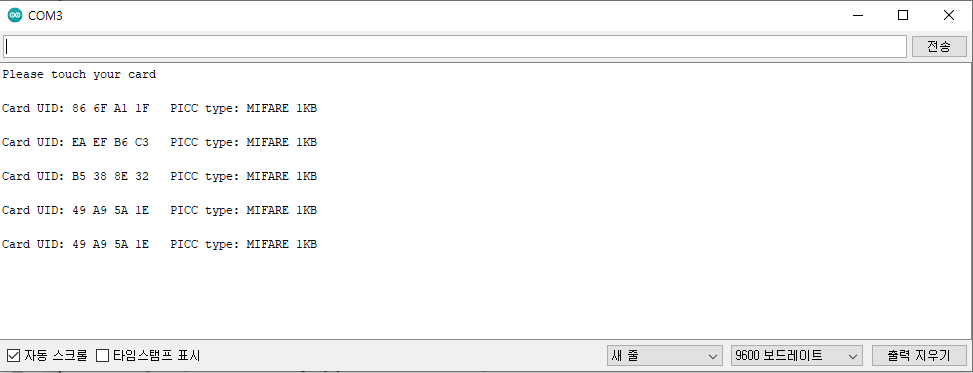 COM3
전송
Please touch your card
Card UID: 86 6F A1 1F   PICC type: MIFARE 1KB
Card UID: EA EF B6 C3   PICC type: MIFARE 1KB
Card UID: B5 38 8E 32   PICC type: MIFARE 1KB
Card UID: 49 A9 5A 1E   PICC type: MIFARE 1KB
Card UID: 49 A9 5A 1E   PICC type: MIFARE 1KB
자동 스크롤 타임스탬프 표시 새 줄 9600 보드레이트 출력 지우기